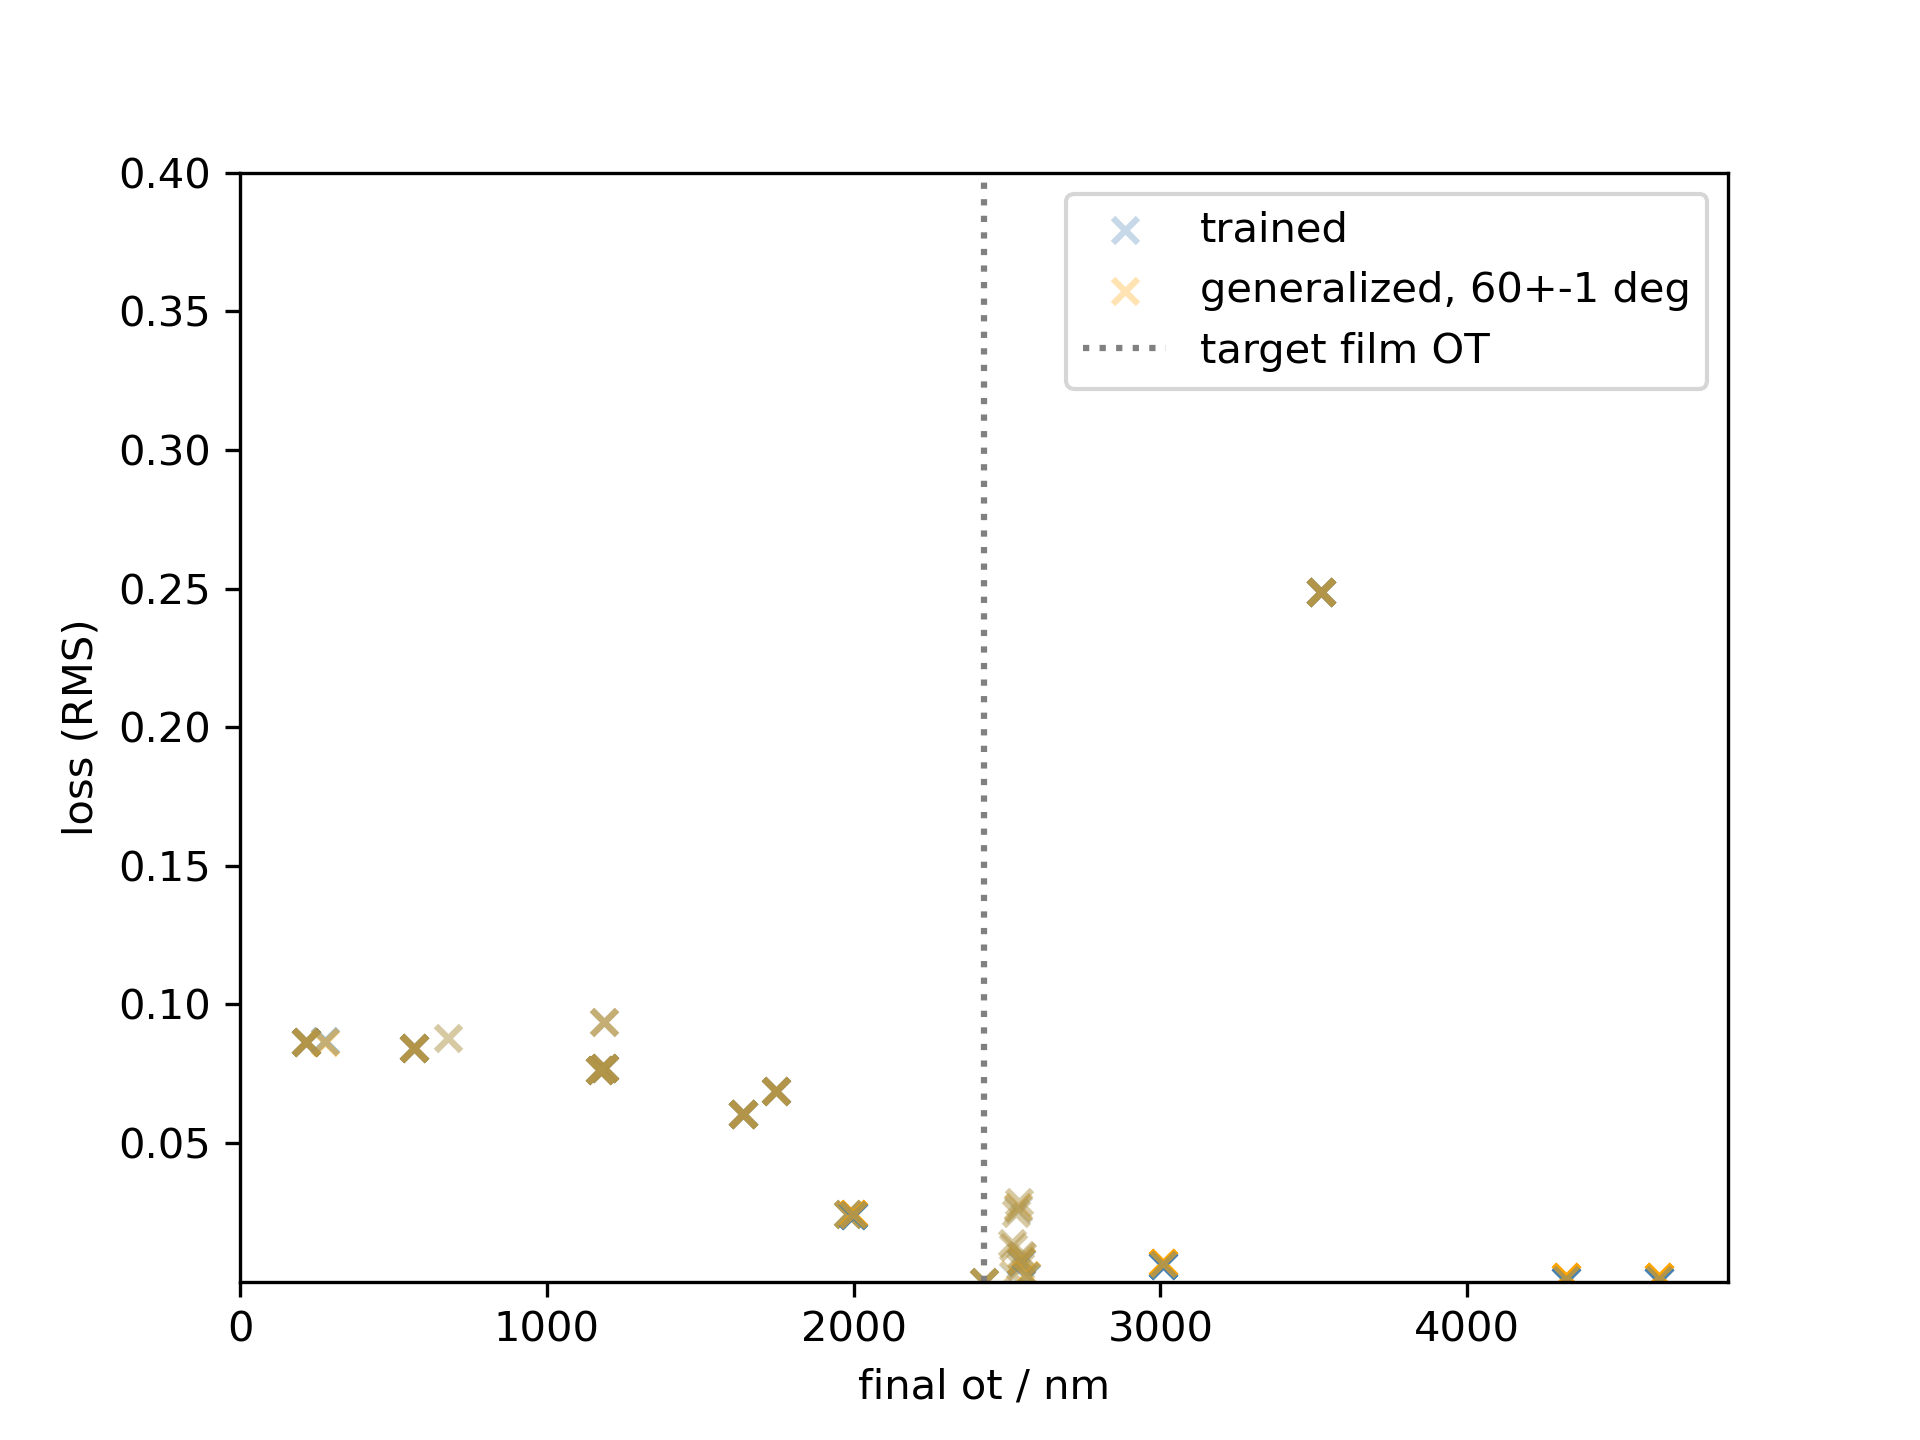 0.40
0.35
0.30
0.25
0.20
0.15
0.10
0.05
loss (RMS)
trained
generalized, 60+-1 deg
target film OT
0 1000 2000 3000 4000
final ot / nm